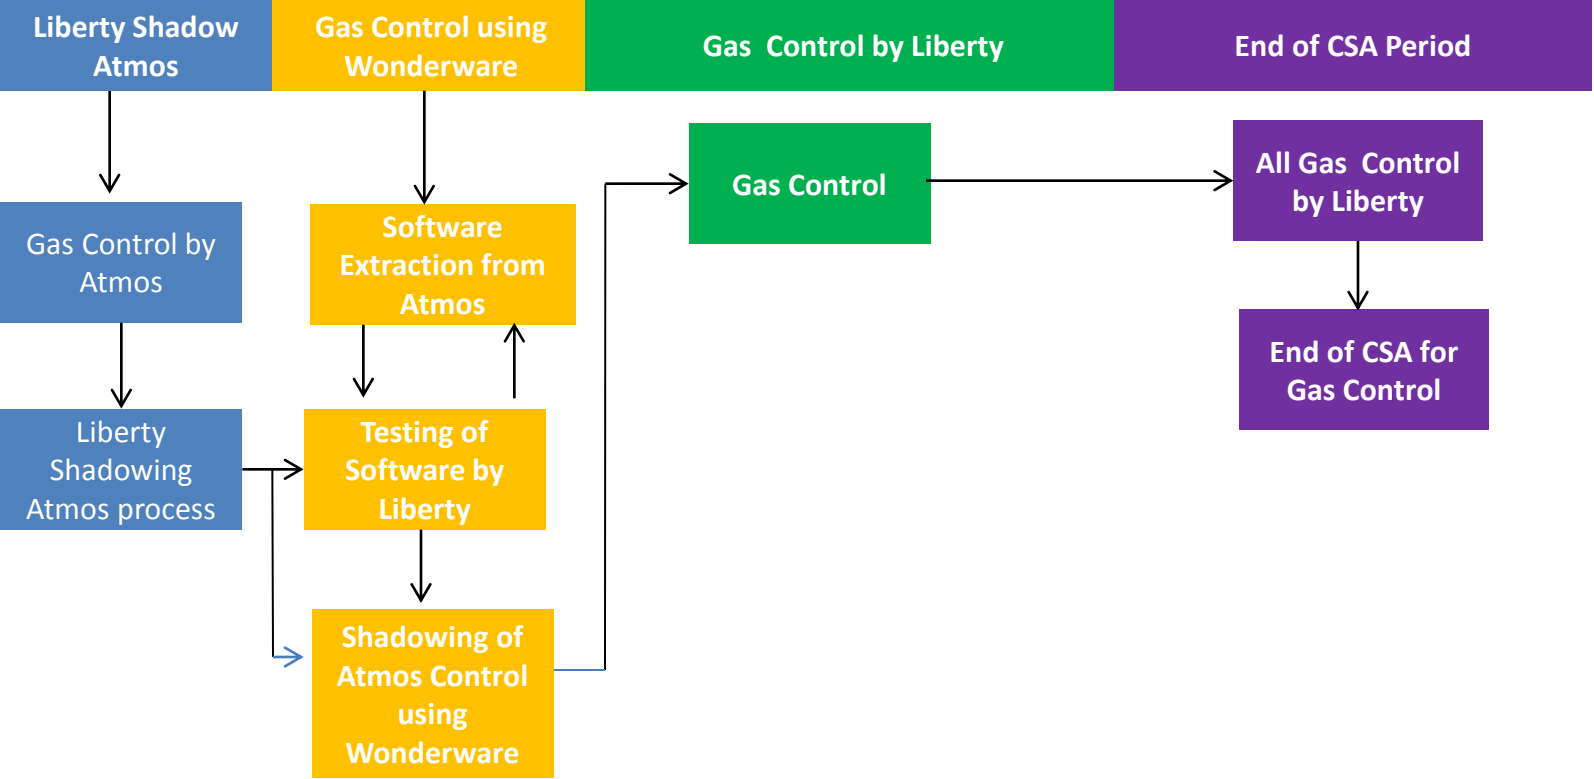 Liberty Shadow
Atmos
Gas Control using
Wonderware
Gas Control by Liberty
End of CSA Period
Gas Control by
Atmos
Liberty
Shadowing
Atmos process
Software
Extraction from
Atmos
Testing of
Software by
Liberty
Shadowing of
Atmos Control
using
Wonderware
Gas Control
All Gas Control
by Liberty
End of CSA for
Gas Control